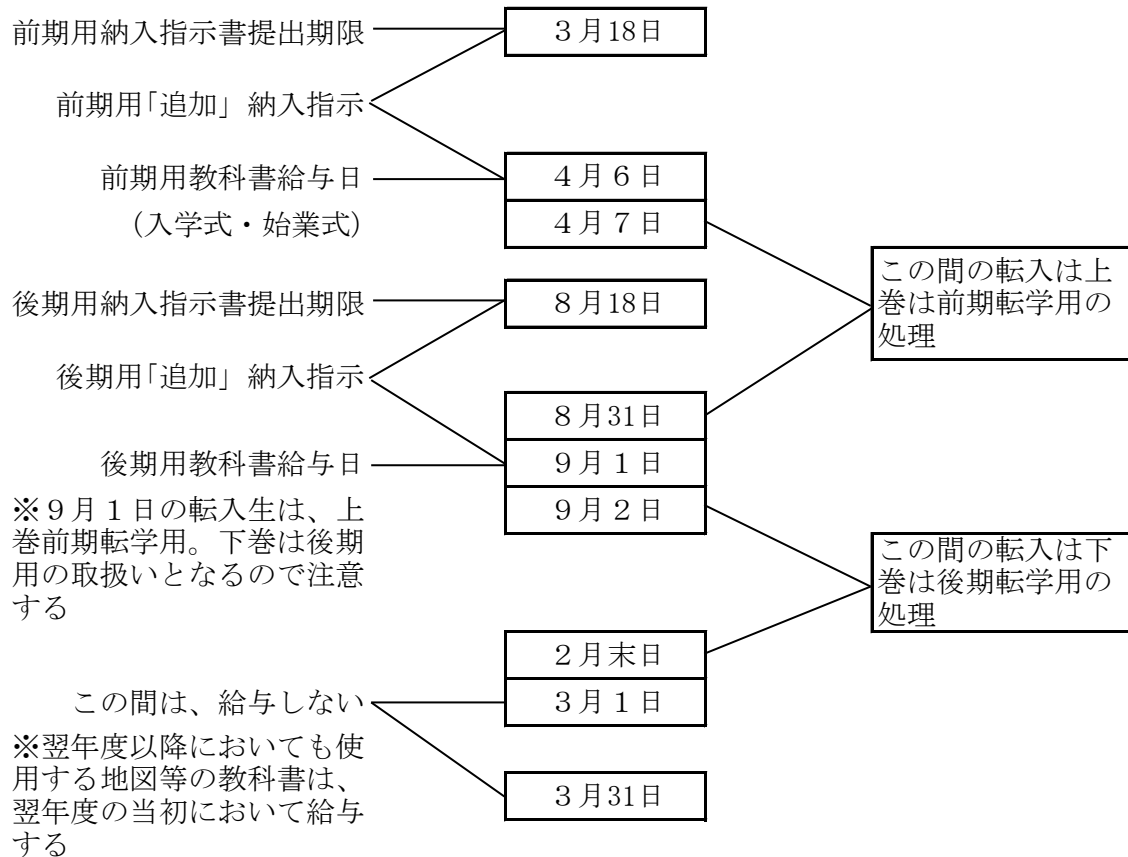 前期用納入指示書提出期限
3月18日
前期用「追加」納入指示
前期用教科書給与日
4月6日
(入学式・始業式)
4月7日
この間の転入は上
巻は前期転学用の
処理
後期用納入指示書提出期限
8月18日
後期用「追加」納入指示
8月31日
後期用教科書給与日
9月1日
9月2日
※9月1日の転入生は、上
巻前期転学用。下巻は後期
用の取扱いとなるので注意
する
この間の転入は下
巻は後期転学用の
処理
2月末日
この間は、給与しない
3月1日
※翌年度以降においても使
用する地図等の教科書は、
翌年度の当初において給与
する
3月31日